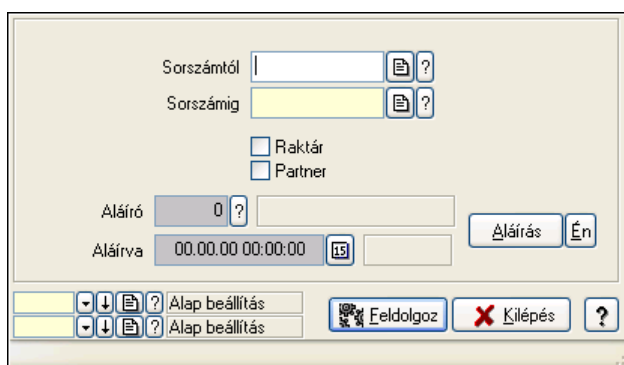 Sorszámtól ?
Sorszámig ?
Raktár
Partner
Aláíró 0 ?
Aláírás Én
Aláírva 00.00.00 00:00:00 15
? Alap beállítás
? Alap beállítás
Feldolgoz Kilépés ?